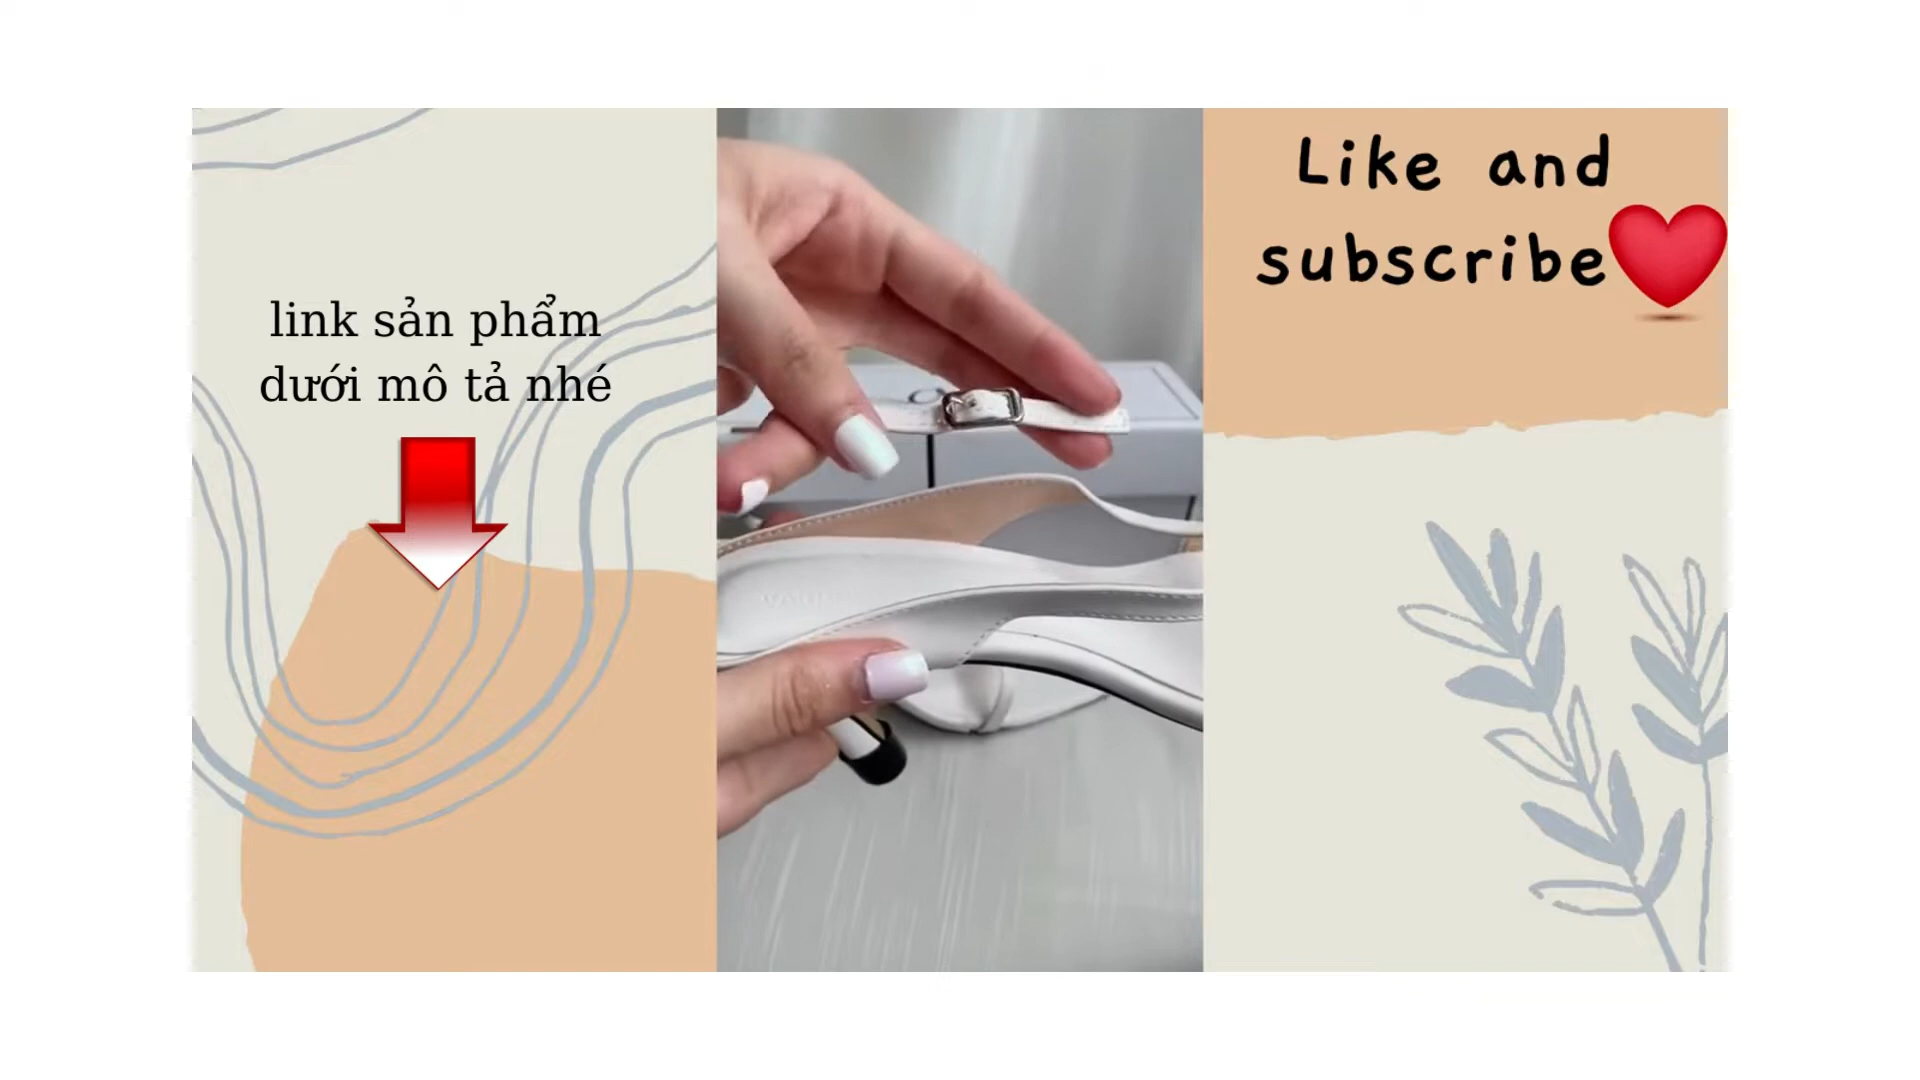 link sản phẩm
dưới mô tả nhé
Like and
subscribe